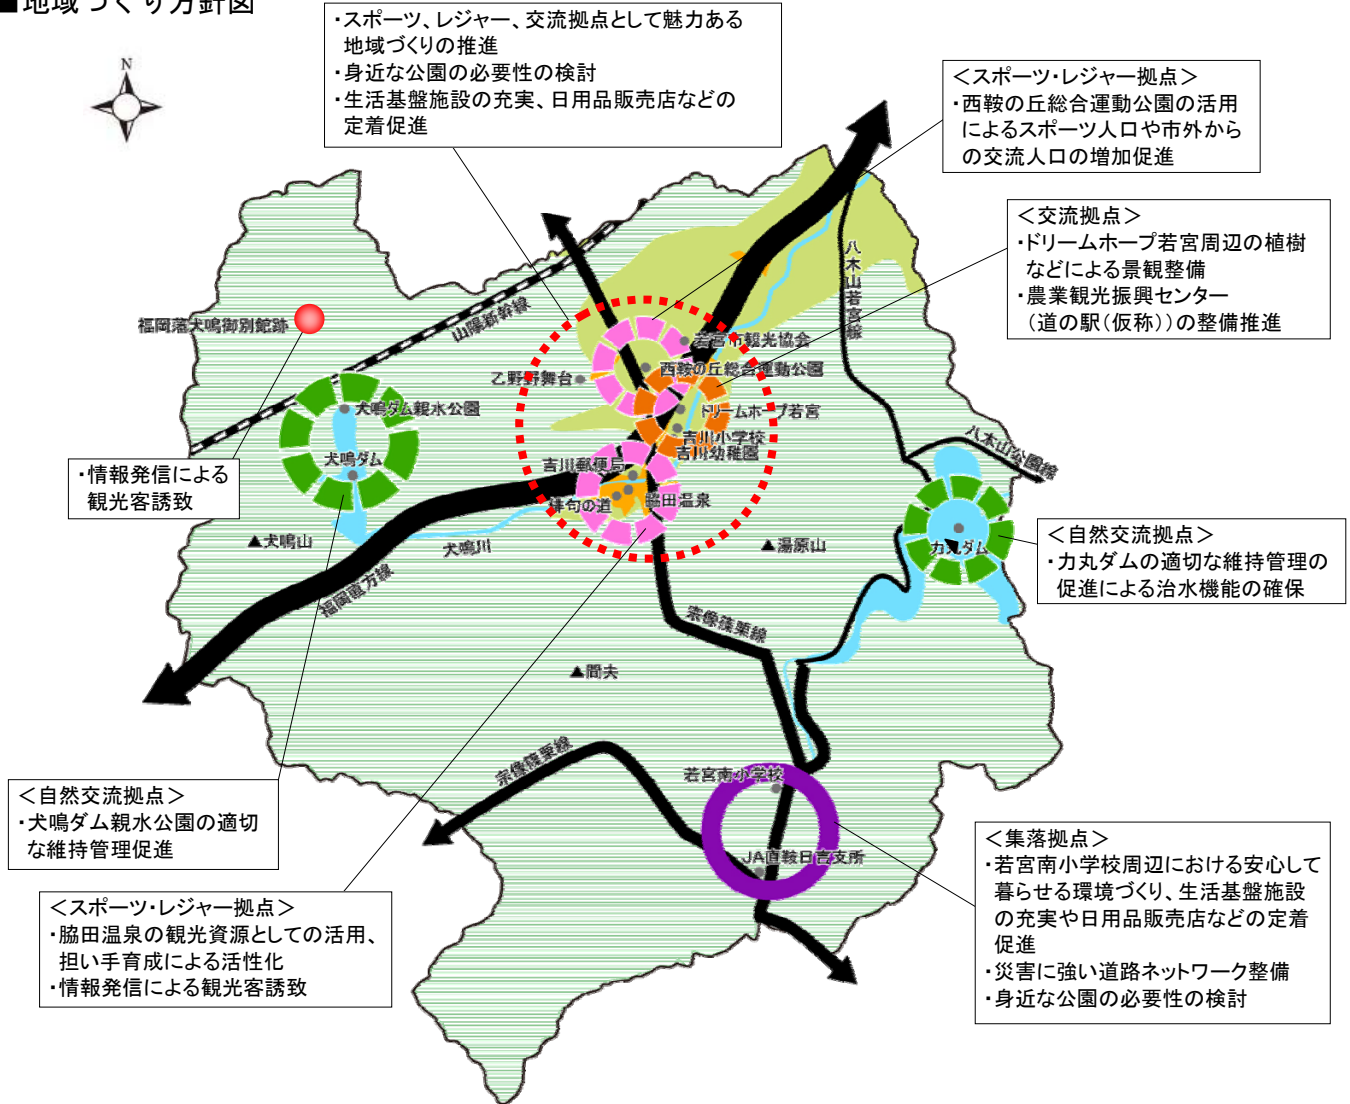 ■地域づくり方針図
・スポーツ、レジャー、交流拠点として魅力ある
地域づくりの推進
・身近な公園の必要性の検討
・生活基盤施設の充実、日用品販売店などの
定着促進
N
＜スポーツ・レジャー拠点＞
・西鞍の丘総合運動公園の活用
によるスポーツ人口や市外から
の交流人口の増加促進
＜交流拠点＞
・ドリームホープ若宮周辺の植樹
などによる景観整備
・農業観光振興センター
（道の駅(仮称)）の整備推進
八木山若宮線
山陽新幹線
福岡藩犬鳴御別館跡
若宮市観光協会
西鞍の丘総合運動公園
乙野野舞台
ドリームホープ若宮
犬鳴ダム親水公園
吉川小学校
吉川幼稚園
八木山公園線
犬鳴ダム
吉川郵便局
・情報発信による
観光客誘致
俳句の道
脇田温泉
▲犬鳴山
犬鳴川
▲湯原山
力丸ダム
＜自然交流拠点＞
・力丸ダムの適切な維持管理の
促進による治水機能の確保
福岡直方線
宗像篠栗線
▲間夫
宗像篠栗線
若宮南小学校
＜自然交流拠点＞
・犬鳴ダム親水公園の適切
な維持管理促進
JA直鞍日吉支所
＜集落拠点＞
・若宮南小学校周辺における安心して
暮らせる環境づくり、生活基盤施設
の充実や日用品販売店などの定着
促進
・災害に強い道路ネットワーク整備
・身近な公園の必要性の検討
＜スポーツ・レジャー拠点＞
・脇田温泉の観光資源としての活用、
担い手育成による活性化
・情報発信による観光客誘致